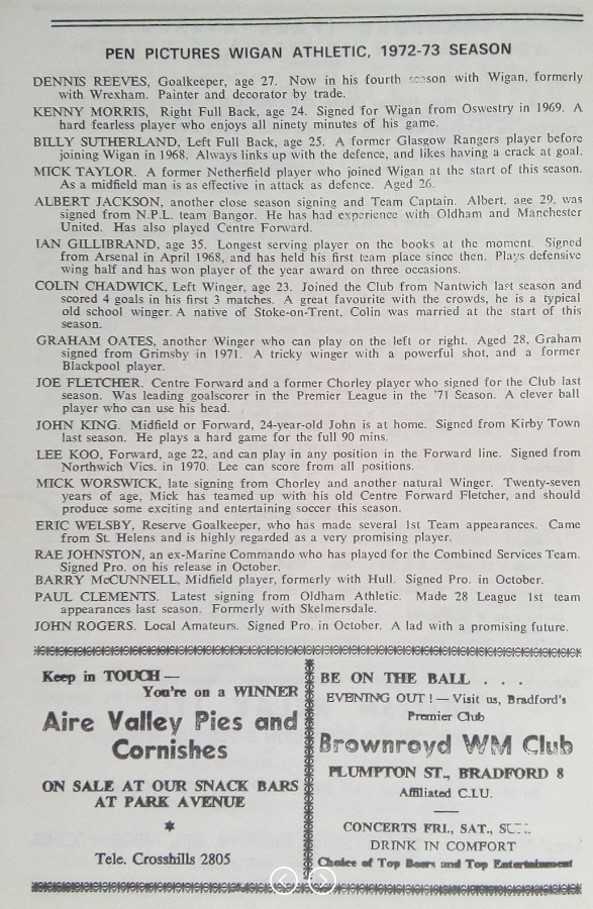 PEN PICTURES WIGAN ATHLETIC, 1972-73 SEASON
DENNIS REEVES, Goalkeeper, age 27. Now in his fourth season with Wigan, formerly
with Wrexham. Painter and decorator by trade.
KENNY MORRIS, Right Full Back, age 24. Signed for Wigan from Oswestry in 1969. A
hard fearless player who enjoys all ninety minutes of his game.
BILLY SUTHERLAND, Left Full Back, age 25. A former Glasgow Rangers player before
joining Wigan in 1968. Always links up with the defence, and likes having a crack at goal.
MICK TAYLOR. A former Netherfield player who joined Wigan at the start of this season.
As a midfield man is as effective in attack as defence. Aged 26.
ALBERT JACKSON, another close season signing and Team Captain. Albert, age 29, was
signed from N.P.L. team Bangor. He has had experience with Oldham and Manchester
United. Has also played Centre Forward.
IAN GILLIBRAND, age 35. Longest serving player on the books at the moment. Signed
from Arsenal in April 1968, and has held his first team place since then. Plays defensive
wing half and has won player of the year award on three occasions.
COLIN CHADWICK, Left Winger, age 23. Joined the Club from Nantwich last season and
scored 4 goals in his first 3 matches. A great favourite with the crowds, he is a typical
old school winger. A native of Stoke-on-Trent, Colin was married at the start of this
season.
GRAHAM OATES, another Winger who can play on the left or right. Aged 28, Graham
signed from Grimsby in 1971. A tricky winger with a powerful shot, and a former
Blackpool player.
JOE FLETCHER. Centre Forward and a former Chorley player who signed for the Club last
season. Was leading goalscorer in the Premier League in the '71 Season. A clever ball
player who can use his head.
JOHN KING. Midfield or Forward, 24-year-old John is at home. Signed from Kirby Town
last season. He plays a hard game for the full 90 mins.
LEE KOO, Forward, age 22, and can play in any position in the Forward line. Signed from
Northwich Vics. in 1970. Lee can score from all positions.
MICK WORSWICK, late signing from Chorley and another natural Winger. Twenty-seven
years of age, Mick has teamed up with his old Centre Forward Fletcher, and should
produce some exciting and entertaining soccer this season.
ERIC WELSBY, Reserve Goalkeeper, who has made several 1st Team appearances. Came
from St. Helens and is highly regarded as a very promising player.
RAE JOHNSTON, an ex-Marine Commando who has played for the Combined Services Team.
Signed Pro. on his release in October.
BARRY McCUNNELL, Midfield player, formerly with Hull. Signed Pro. in October.
PAUL CLEMENTS. Latest signing from Oldham Athletic. Made 28 League 1st team
appearances last season. Formerly with Skelmersdale.
JOHN ROGERS. Local Amateurs. Signed Pro. in October. A lad with a promising future.
Keep in TOUCH —
You're on a WINNER
Aire Valley Pies and
Cornishes
ON SALE AT OUR SNACK BARS
AT PARK AVENUE
*
Tele. Crosshills 2805
BE ON THE BALL . . .
EVENING OUT ! — Visit us, Bradford's
Premier Club
Brownroyd WM Club
PLUMPTON ST., BRADFORD 8
Affiliated C.I.U.
CONCERTS FRI., SAT.,
DRINK IN COMFORT
Choice of Top Beers and Top Entertainment